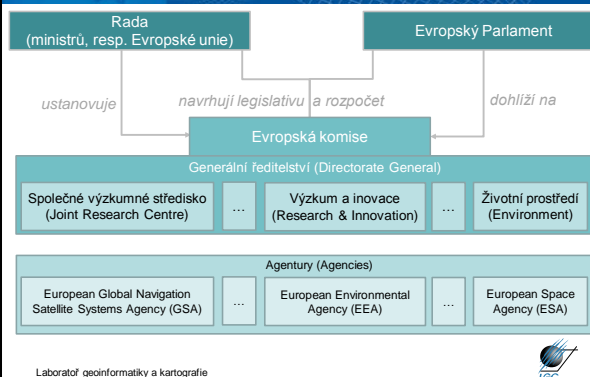 Rada
(ministrů, resp. Evropské unie)
Evropský Parlament
ustanovuje
navrhují legislativu a rozpočet
dohlíží na
Evropská komise
Generální ředitelství (Directorate General)
Společné výzkumné středisko
(Joint Research Centre)
...
Výzkum a inovace
(Research & Innovation)
...
Životní prostředí
(Environment)
Agentury (Agencies)
European Global Navigation
Satellite Systems Agency (GSA)
...
European Environmental
Agency (EEA)
...
European Space
Agency (ESA)
Laboratoř geoinformatiky a kartografie
LGC